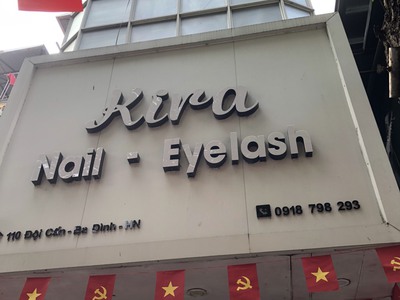 Kira
Nail - Eyelash
0918 798 293
110 Đội Cấn - Ba Đình - HN